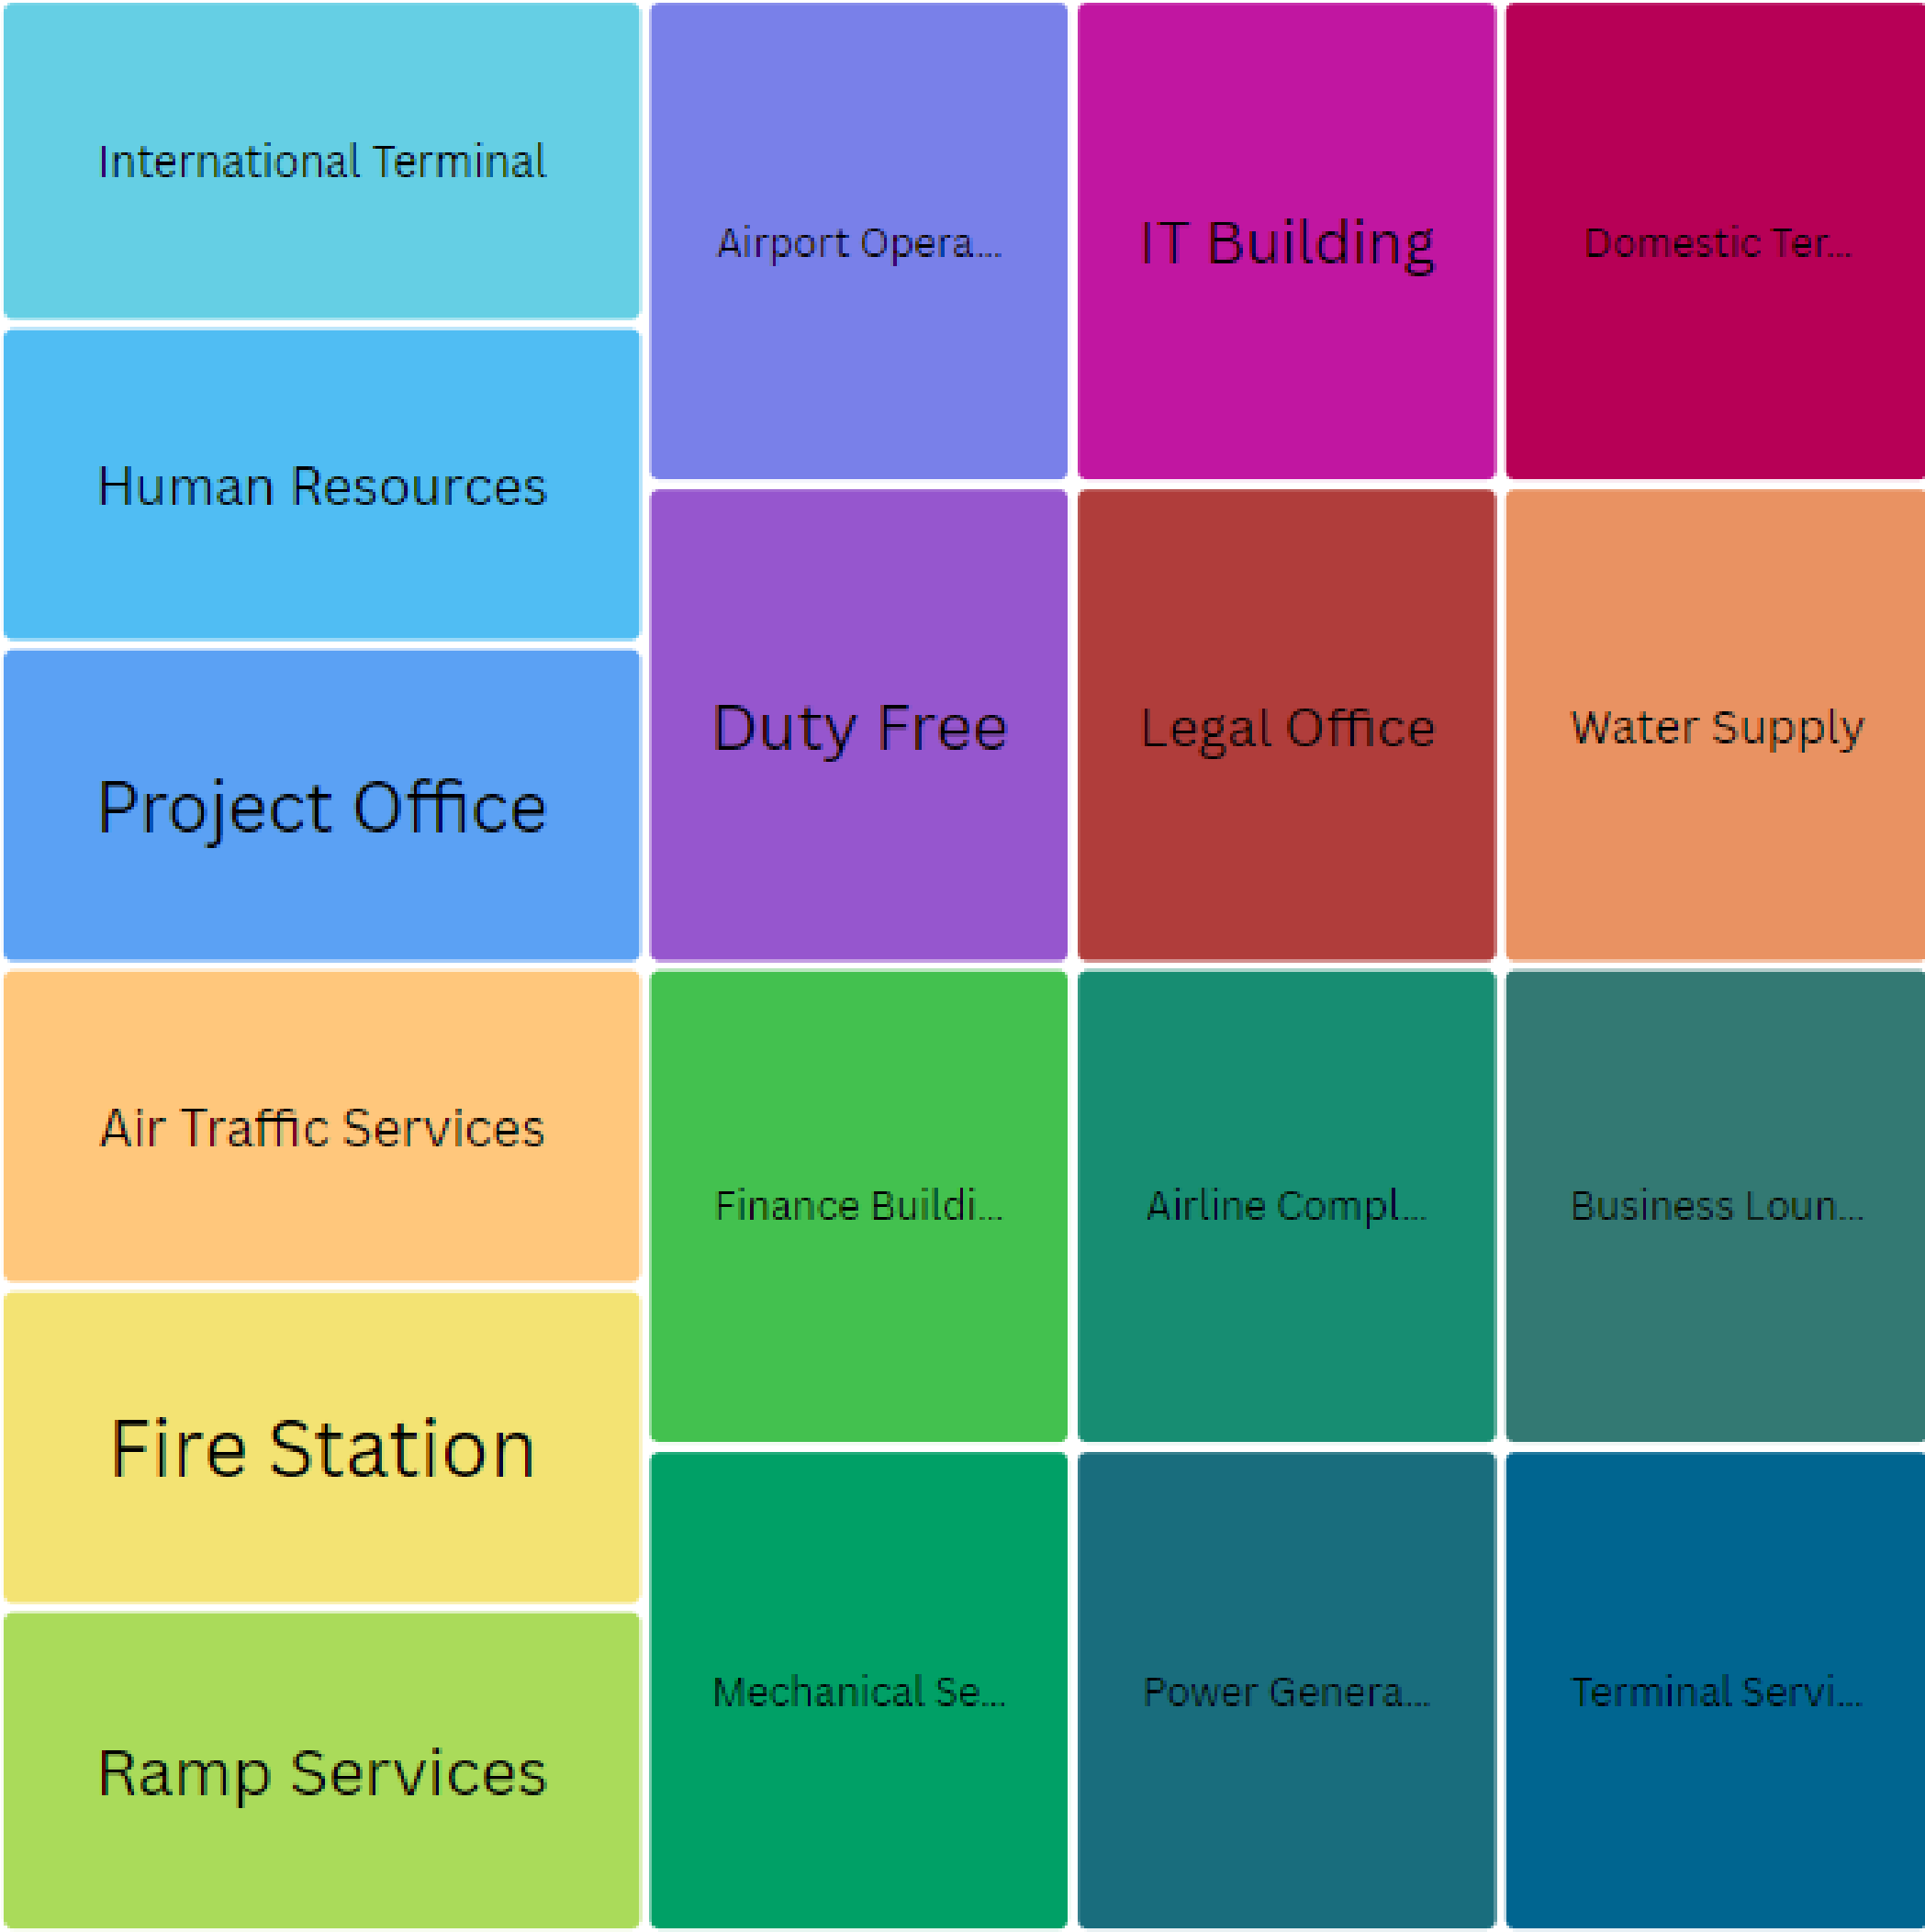 International Terminal
Human Resources
Project Office
Air Traffic Services
Fire Station
Ramp Services
Airport Opera...
IT Building
Domestic Ter...
Duty Free
Legal Office
Water Supply
Finance Buildi...
Airline Compl...
Business Loun...
Mechanical Se...
Power Genera...
Terminal Servi...